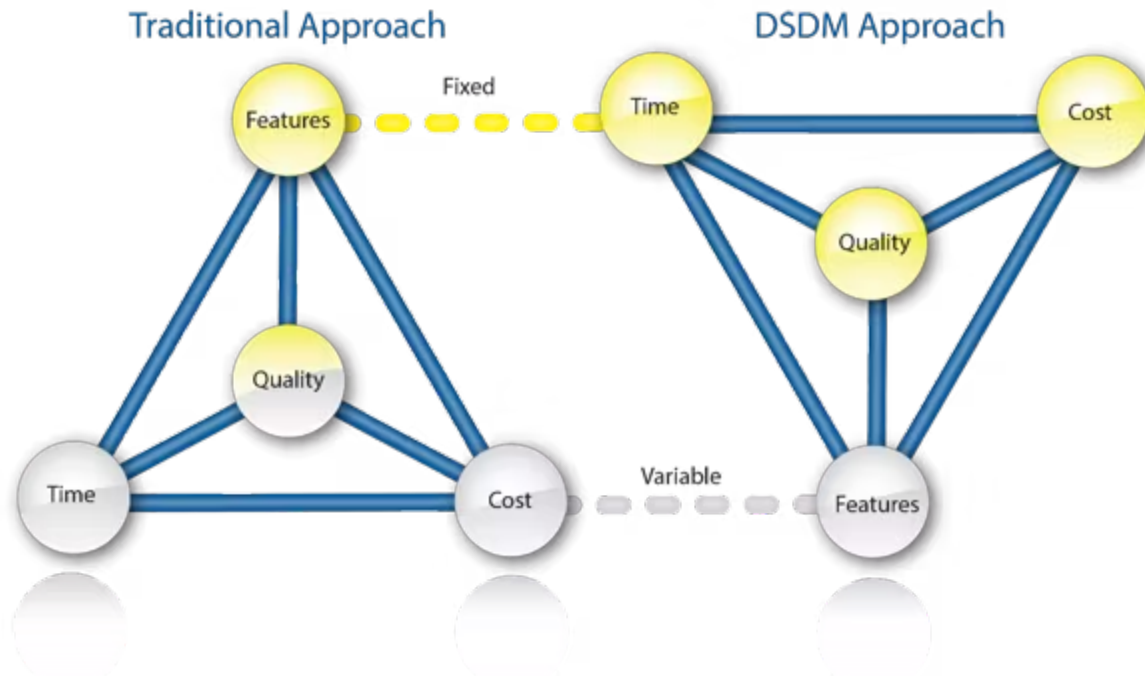 Traditional Approach
DSDM Approach
Features
Fixed
Time
Cost
Quality
Quality
Time
Cost
Variable
Features